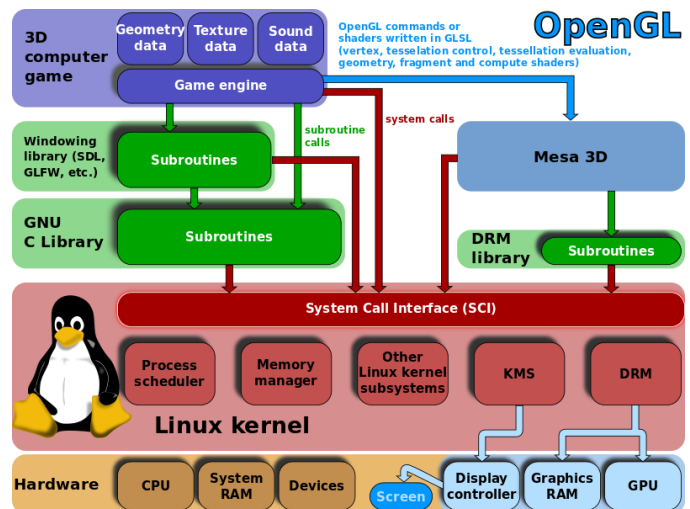 3D
computer
game
Geometry
data
Texture
data
Sound
data
Game engine
OpenGL commands or
shaders written in GLSL
(vertex, tesselation control, tessellation evaluation,
geometry, fragment and compute shaders)
OpenGL
system calls
subroutine
calls
Windowing
library (SDL,
GLFW, etc.)
Subroutines
Mesa 3D
GNU
C Library
Subroutines
DRM
library
Subroutines
System Call Interface (SCI)
Process
scheduler
Memory
manager
Other
Linux kernel
subsystems
KMS
DRM
Linux kernel
Hardware
CPU
System
RAM
Devices
Screen
Display
controller
Graphics
RAM
GPU